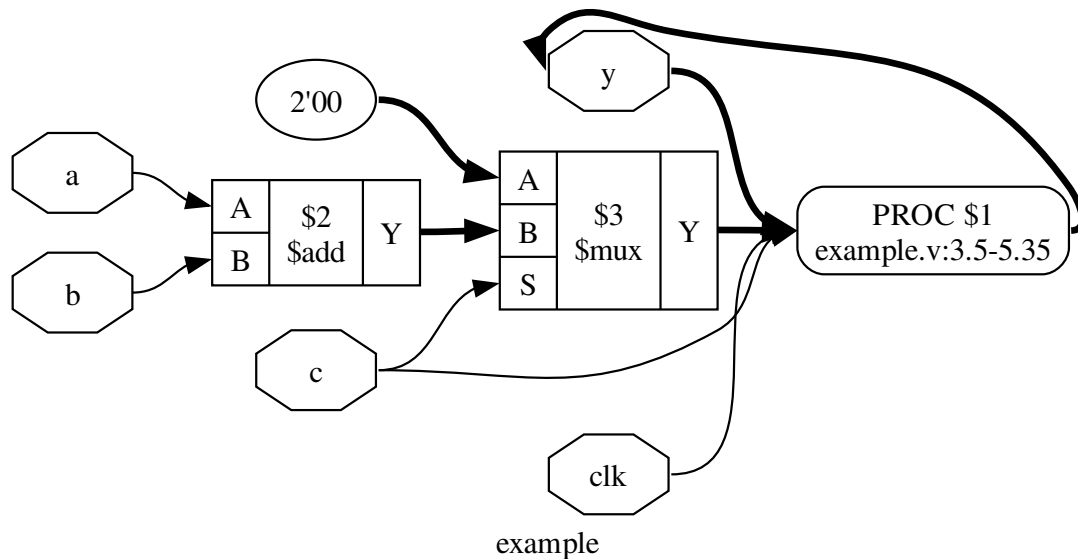 y
2'00
a
A
B
$2
$add
Y
A
B
S
$3
$mux
Y
PROC $1
example.v:3.5-5.35
b
c
clk
example